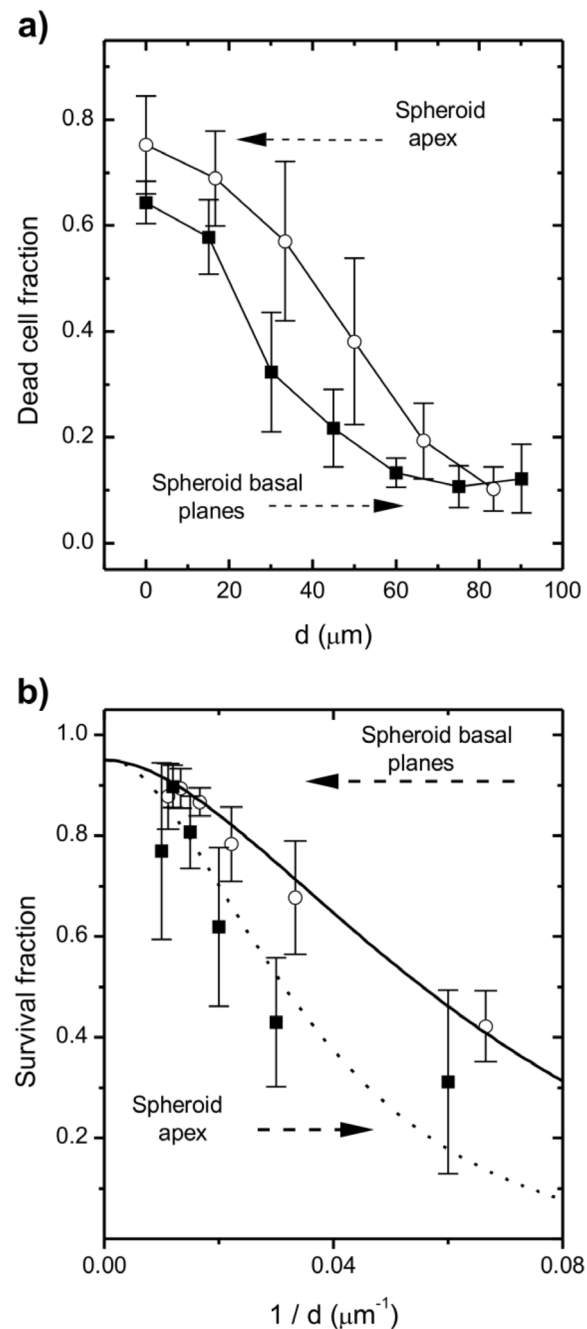 a)
Spheroid
apex
0.8
0.6
0.4
0.2
0.0
Dead cell fraction
Spheroid basal
planes
0 20 40 60 80 100
d (μm)
b)
Spheroid basal
planes
1.0
0.8
0.6
0.4
0.2
Survival fraction
Spheroid
apex
0.00 0.04 0.08
1 / d (μm⁻¹)